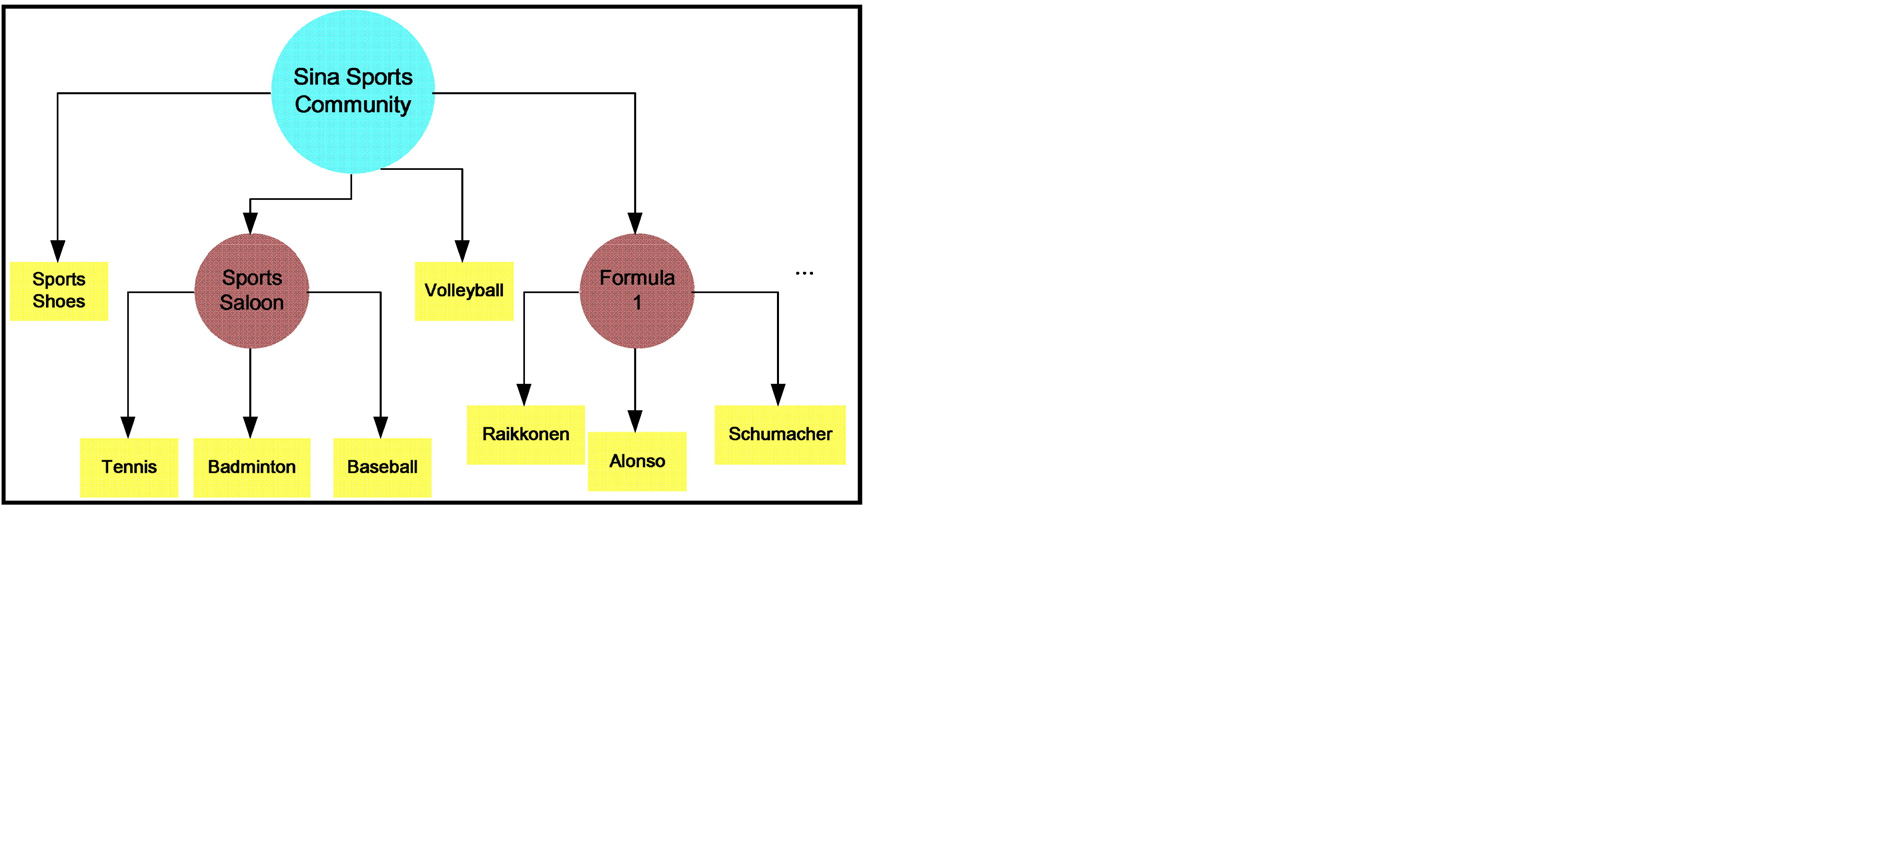 Sina Sports
Community
Sports
Shoes
Sports
Saloon
Volleyball
Formula
1
...
Tennis
Badminton
Baseball
Raikkonen
Alonso
Schumacher